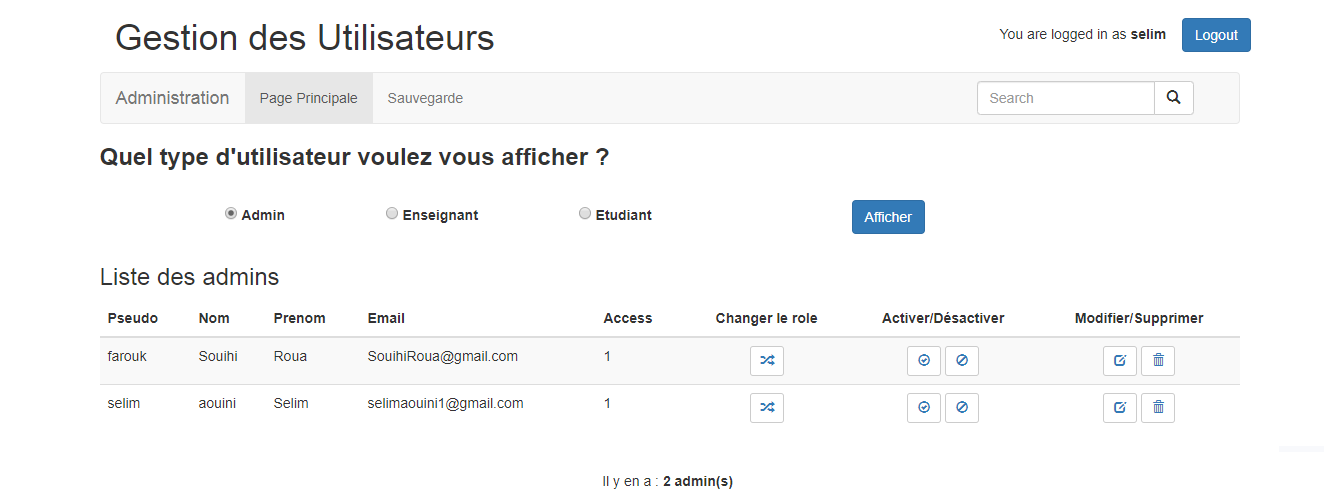 Gestion des Utilisateurs
You are logged in as selim Logout
Administration Page Principale Sauvegarde Search
Quel type d'utilisateur voulez vous afficher ?
Admin Enseignant Etudiant Afficher
Liste des admins
Pseudo Nom Prenom Email Access Changer le role Activer/Désactiver Modifier/Supprimer
farouk Souihi Roua SouihiRoua@gmail.com 1
selim aouini Selim selimaouini1@gmail.com 1
Il y en a : 2 admin(s)